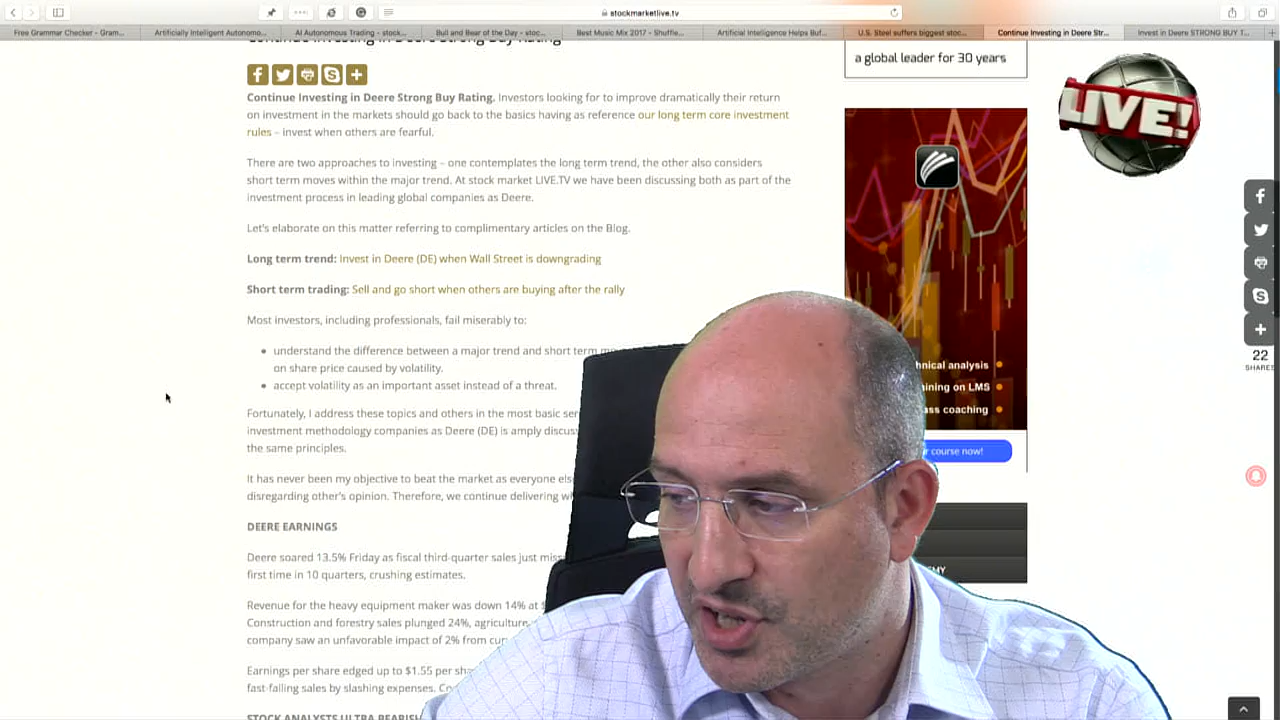 stockmarketlive.tv
Free Grammar Checker - Gram...
Artificially Intelligent Autonomo...
AI Autonomous Trading - stock...
Bull and Bear of the Day - stoc...
Best Music Mix 2017 - Shuffle...
Artificial Intelligence Helps Buf...
U.S. Steel suffers biggest stoc...
Continue Investing in Deere Str...
Invest in Deere STRONG BUY T...
Continue Investing in Deere Strong Buy Rating
Continue Investing in Deere Strong Buy Rating. Investors looking for to improve dramatically their return
on investment in the markets should go back to the basics having as reference our long term core investment
rules – invest when others are fearful.
There are two approaches to investing – one contemplates the long term trend, the other also considers
short term moves within the major trend. At stock market LIVE.TV we have been discussing both as part of the
investment process in leading global companies as Deere.
Let's elaborate on this matter referring to complimentary articles on the Blog.
Long term trend: Invest in Deere (DE) when Wall Street is downgrading
Short term trading: Sell and go short when others are buying after the rally
Most investors, including professionals, fail miserably to:
understand the difference between a major trend and short term
on share price caused by volatility.
accept volatility as an important asset instead of a threat.
Fortunately, I address these topics and others in the most basic
investment methodology companies as Deere (DE) is amply
the same principles.
It has never been my objective to beat the market as everyone
disregarding other's opinion. Therefore, we continue delivering
DEERE EARNINGS
Deere soared 13.5% Friday as fiscal third-quarter sales just
first time in 10 quarters, crushing estimates.
Revenue for the heavy equipment maker was down 14% at
Construction and forestry sales plunged 24%, agriculture
company saw an unfavorable impact of 2% from
Earnings per share edged up to $1.55 per
fast-falling sales by slashing expenses.
STOCK ANALYSTS ULTRA BEARISH
a global leader for 30 years
analysis
on LMS
coaching
course now!
LIVE!
22
SHARES